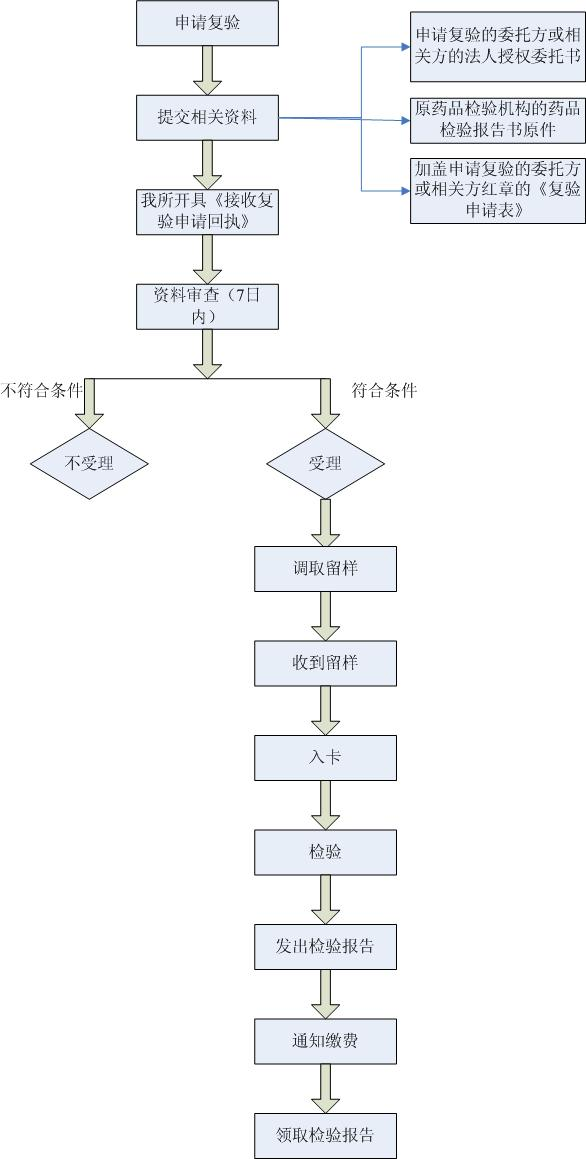 申请复验
提交相关资料
申请复验的委托方或相
关方的法人授权委托书
原药品检验机构的药品
检验报告书原件
加盖申请复验的委托方
或相关方红章的《复验
申请表》
我所开具《接收复
验申请回执》
资料审查（7日
内）
不符合条件
符合条件
不受理
受理
调取留样
收到留样
入卡
检验
发出检验报告
通知缴费
领取检验报告